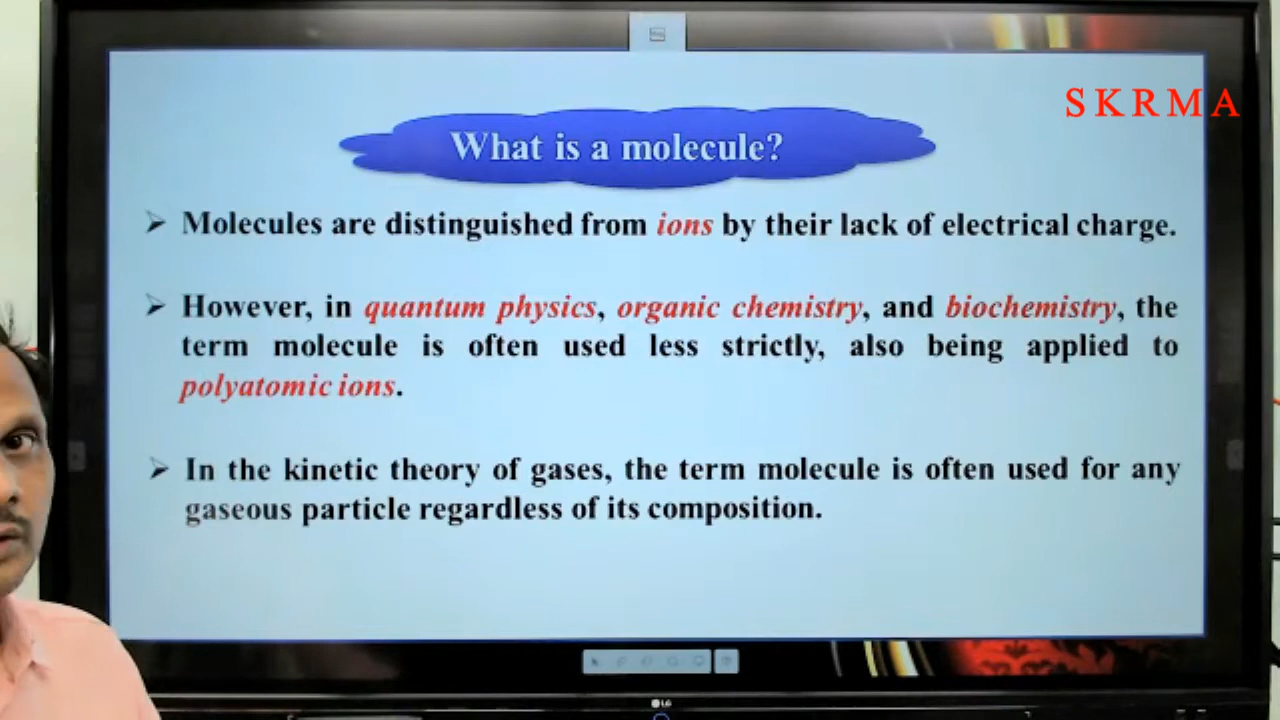 S K R M A
What is a molecule?
➢ Molecules are distinguished from ions by their lack of electrical charge.
➢ However, in quantum physics, organic chemistry, and biochemistry, the
term molecule is often used less strictly, also being applied to
polyatomic ions.
➢ In the kinetic theory of gases, the term molecule is often used for any
gaseous particle regardless of its composition.
LG